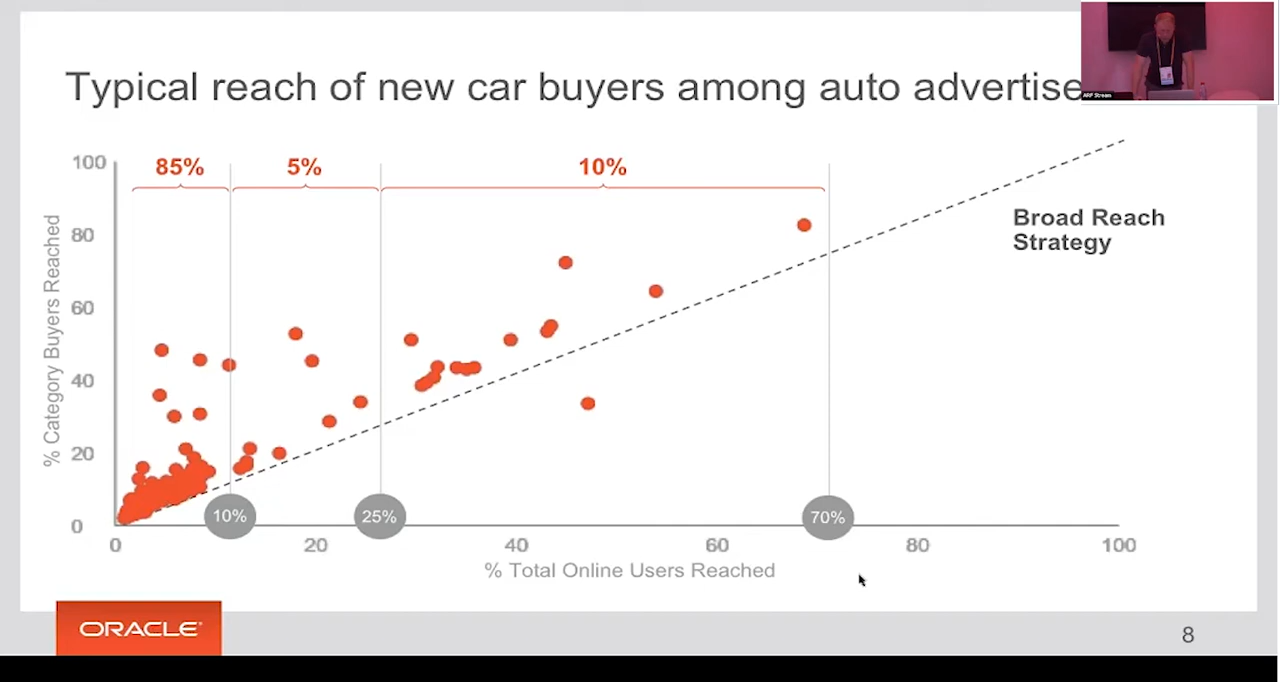 Typical reach of new car buyers among auto advertise
ARF Stream
85%
5%
10%
100
80
60
40
20
0
% Category Buyers Reached
Broad Reach
Strategy
10%
25%
70%
0
20
40
60
80
100
% Total Online Users Reached
ORACLE
8